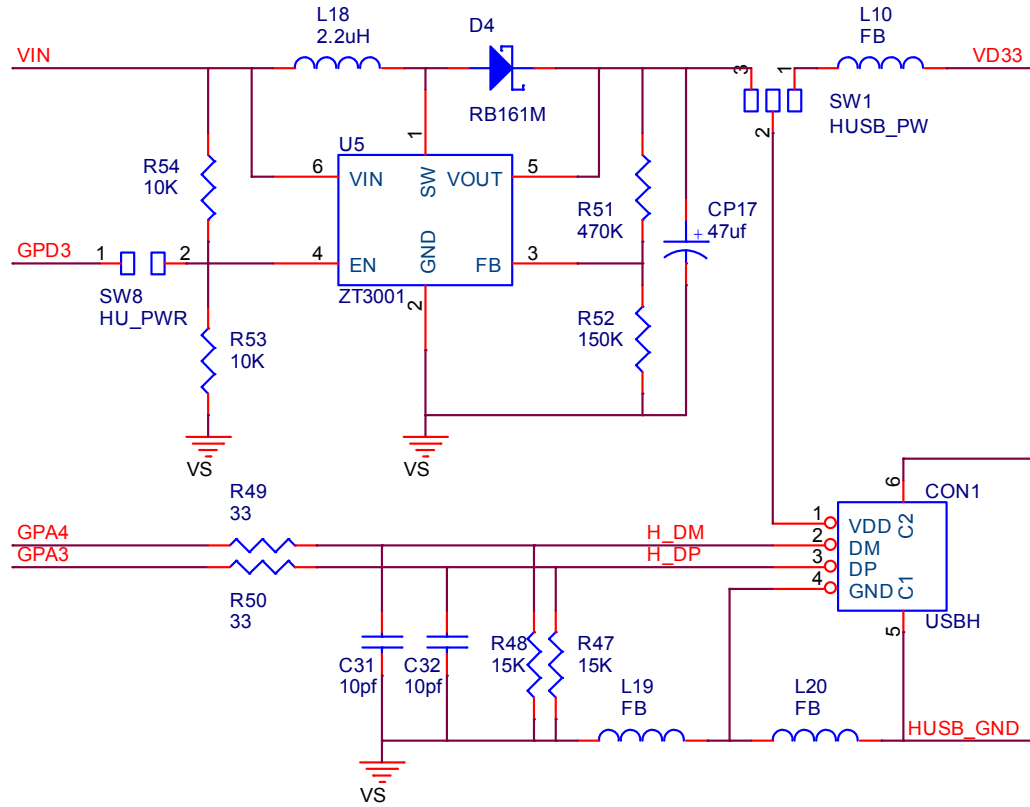 L18
2.2uH
D4
L10
FB
VIN
VD33
3
1
RB161M
SW1
HUSB_PW
2
1
U5
R54
10K
6
VIN
SW
VOUT
5
R51
470K
CP17
47uf
+
GPD3
1
2
4
EN
GND
FB
3
SW8
HU_PWR
ZT3001
2
R52
150K
R53
10K
VS
VS
6
CON1
R49
33
GPA4
H_DM
GPA3
H_DP
1
VDD
C2
2
DM
3
DP
4
GND
C1
R50
33
5
USBH
C31
10pf
C32
10pf
R48
15K
R47
15K
L19
FB
L20
FB
HUSB_GND
VS